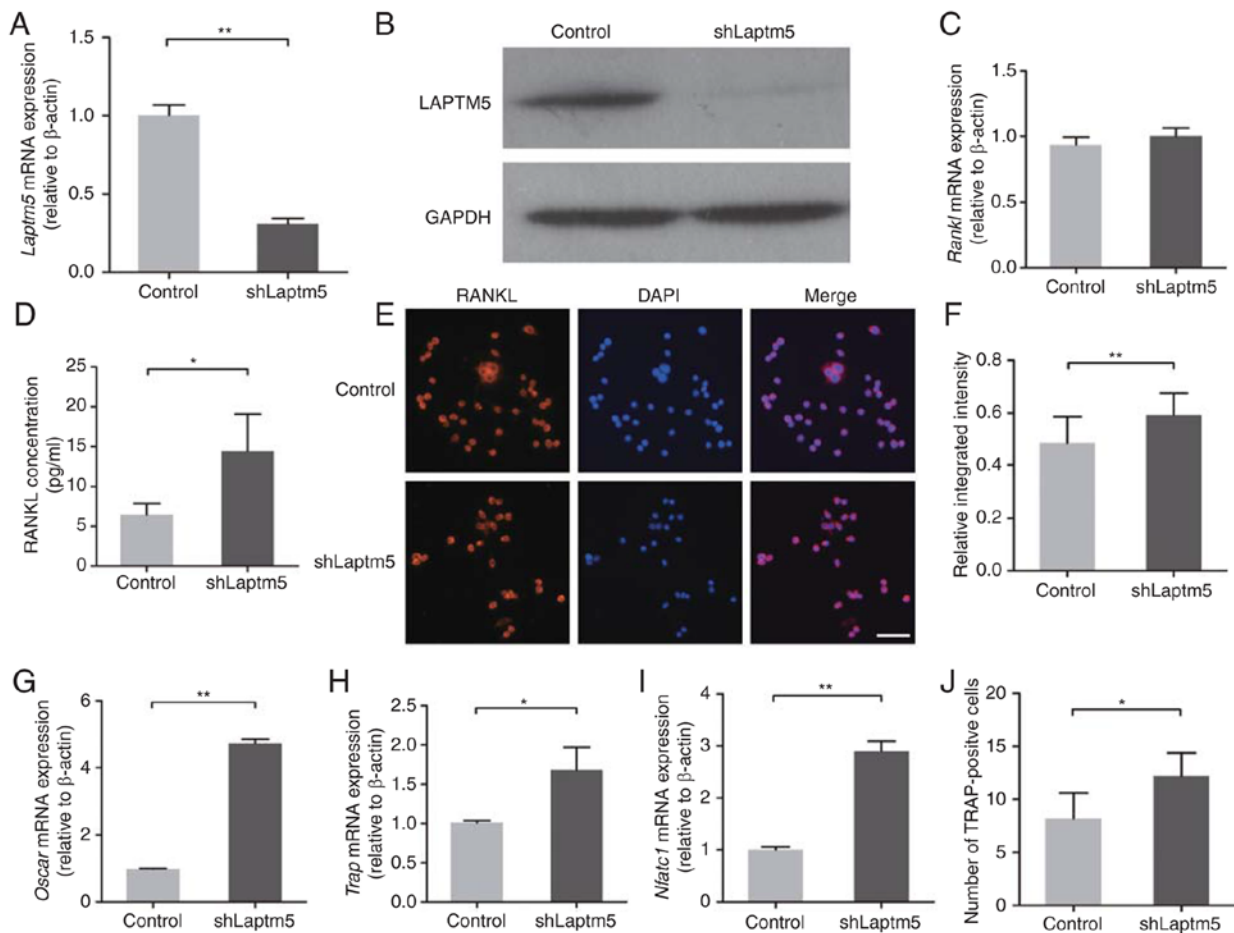 A
Laptm5 mRNA expression
(relative to β-actin)
1.5
1.0
0.5
0.0
**
Control
shLaptm5
B
Control
shLaptm5
LAPTM5
GAPDH
C
Rankl mRNA expression
(relative to β-actin)
1.5
1.0
0.5
0.0
Control
shLaptm5
D
RANKL concentration
(pg/ml)
25
20
15
10
5
0
*
Control
shLaptm5
E
RANKL
DAPI
Merge
Control
shLaptm5
F
Relative integrated intensity
0.8
0.6
0.4
0.2
0.0
**
Control
shLaptm5
G
Oscar mRNA expression
(relative to β-actin)
6
4
2
0
**
Control
shLaptm5
H
Trap mRNA expression
(relative to β-actin)
2.5
2.0
1.5
1.0
0.5
0.0
*
Control
shLaptm5
I
Nfatc1 mRNA expression
(relative to β-actin)
4
3
2
1
0
**
Control
shLaptm5
J
Number of TRAP-positve cells
20
15
10
5
0
*
Control
shLaptm5